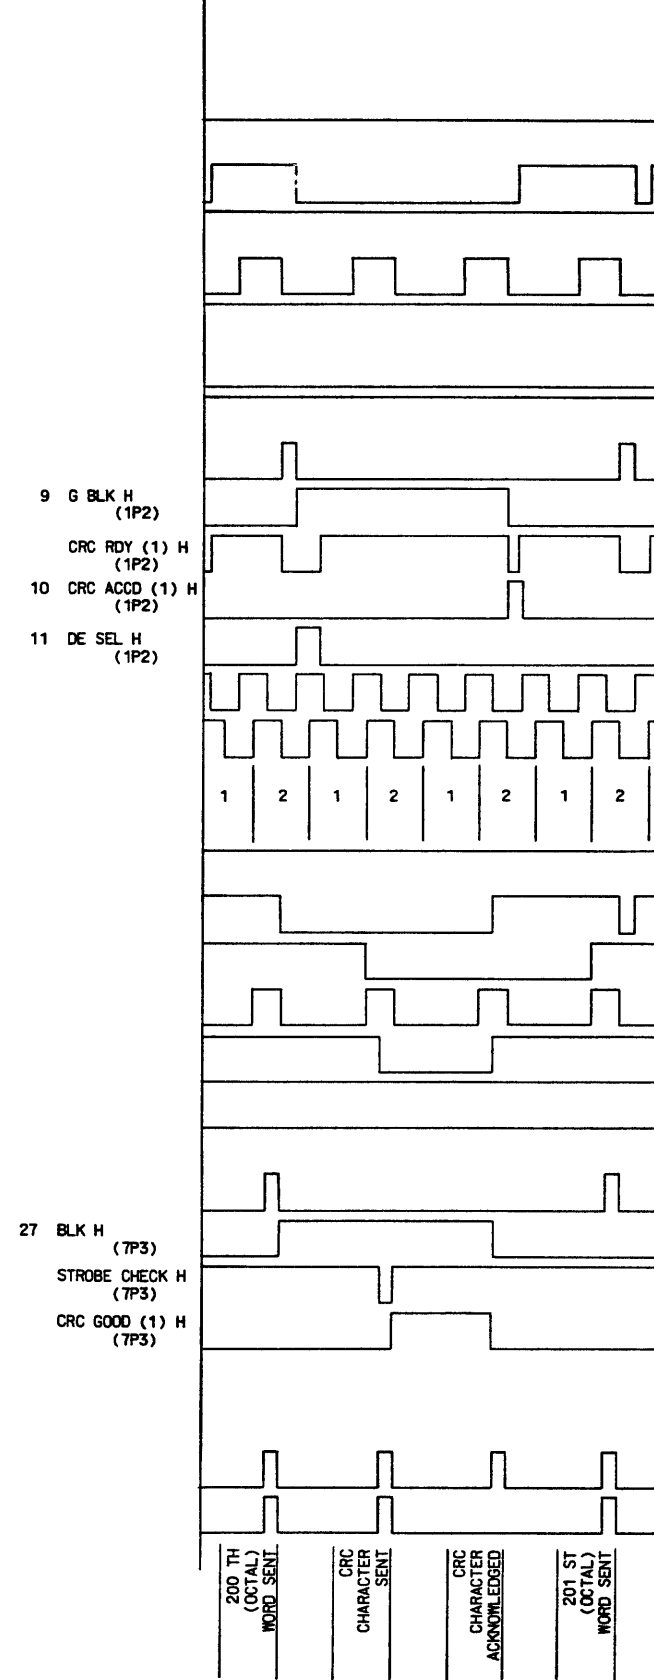 9 G BLK H
(1P2)
CRC RDY (1) H
(1P2)
10 CRC ACCD (1) H
(1P2)
11 DE SEL H
(1P2)
1 2 1 2 1 2 1 2
27 BLK H
(7P3)
STROBE CHECK H
(7P3)
CRC GOOD (1) H
(7P3)
200 TH
(OCTAL)
WORD SENT
CRC
CHARACTER
SENT
CRC
CHARACTER
ACKNOWLEDGED
201 ST
(OCTAL)
WORD SENT